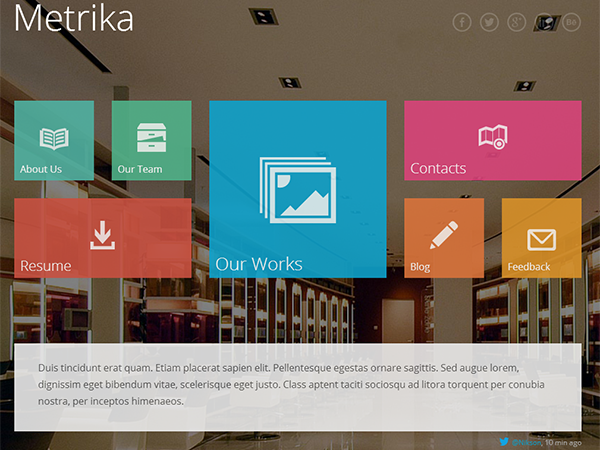 Metrika
About Us
Our Team
Our Works
Contacts
Resume
Blog
Feedback
Duis tincidunt erat quam. Etiam placerat sapien elit. Pellentesque egestas ornare sagittis. Sed augue lorem,
dignissim eget bibendum vitae, scelerisque eget justo. Class aptent taciti sociosqu ad litora torquent per conubia
nostra, per inceptos himenaeos.
10 min ago